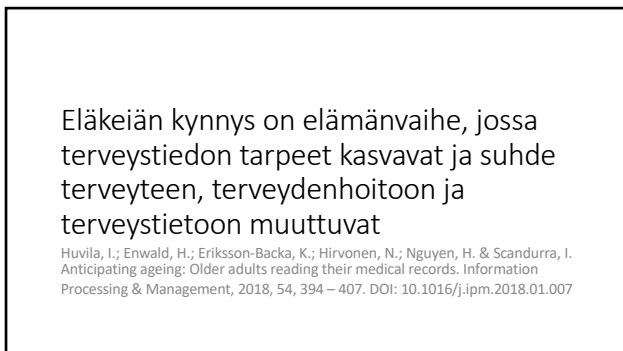 Eläkeiän kynnys on elämänvaihe, jossa
terveystiedon tarpeet kasvavat ja suhde
terveyteen, terveydenhoitoon ja
terveystietoon muuttuvat
Huvila, I.; Enwald, H.; Eriksson-Backa, K.; Hirvonen, N.; Nguyen, H. & Scandurra, I.
Anticipating ageing: Older adults reading their medical records. Information
Processing & Management, 2018, 54, 394 – 407. DOI: 10.1016/j.ipm.2018.01.007